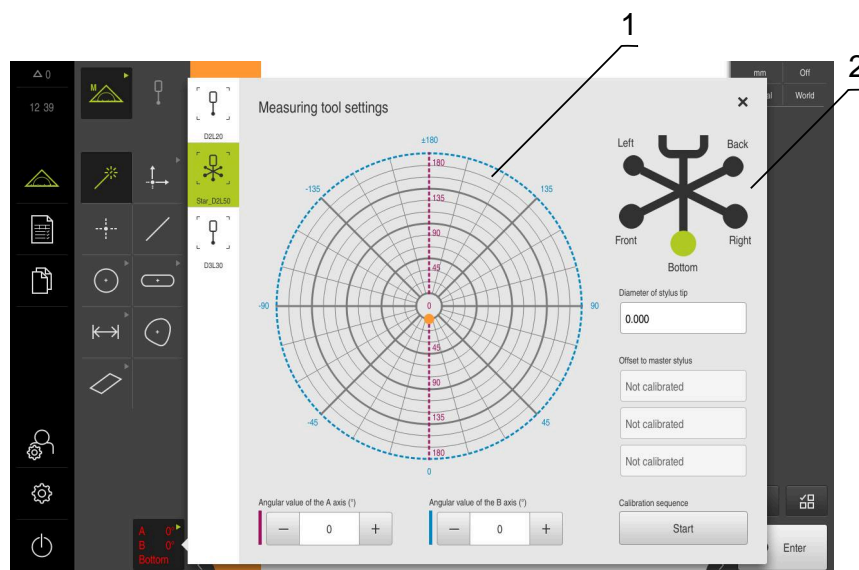 1
2
△ 0
mm Off
12 39
M
al World
Measuring tool settings
×
D2L20
Star_D2L50
D3L30
±180
180
-135 135
135
90
45
-90 0 90
45
90
135
-45 45
180
0
Left Back
Front Right
Bottom
Diameter of stylus tip
0.000
Offset to master stylus
Not calibrated
Not calibrated
Not calibrated
Angular value of the A axis (°) Angular value of the B axis (°) Calibration sequence
− 0 + − 0 + Start
A 0°
B 0°
Bottom
Enter